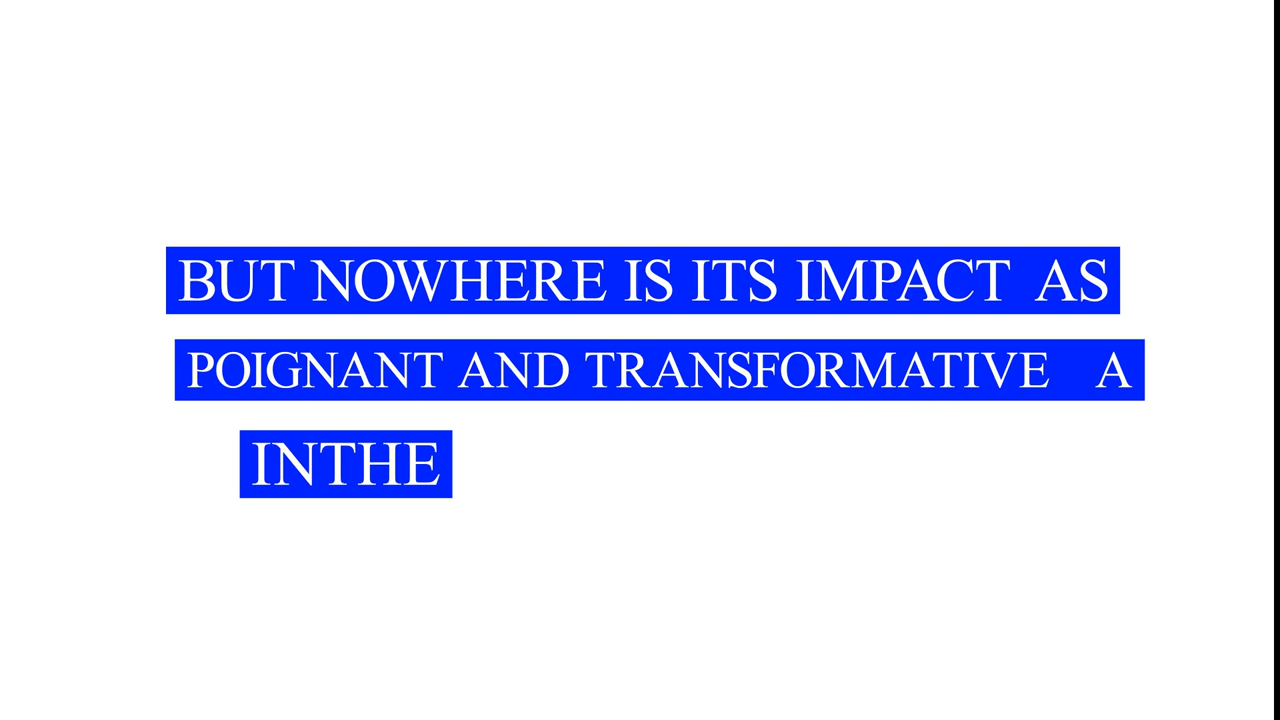 BUT NOWHERE IS ITS IMPACT AS
POIGNANT AND TRANSFORMATIVE A
INTHE